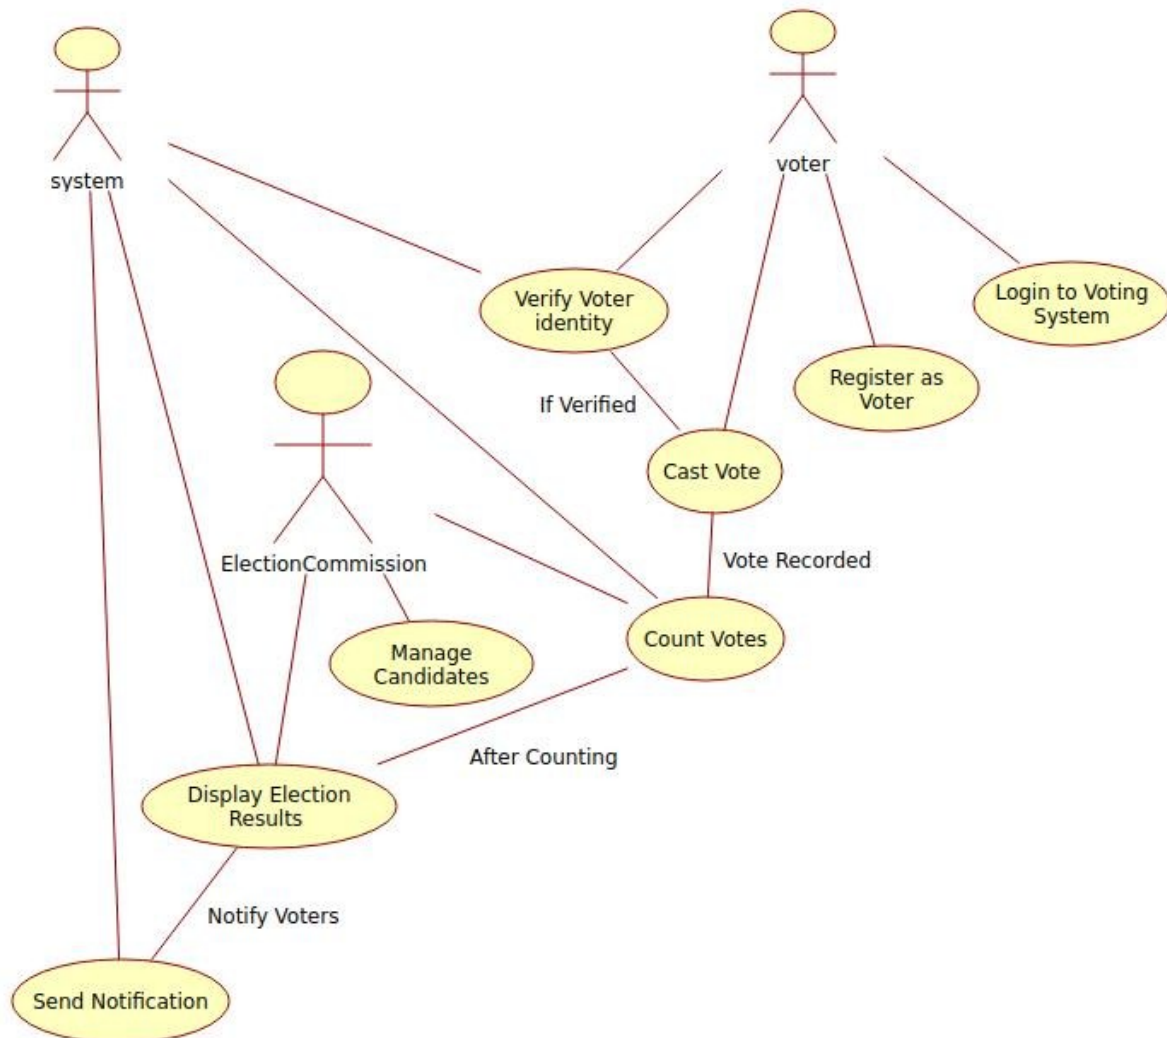 system
voter
Verify Voter
identity
Login to Voting
System
Register as
Voter
If Verified
Cast Vote
ElectionCommission
Vote Recorded
Manage
Candidates
Count Votes
After Counting
Display Election
Results
Notify Voters
Send Notification